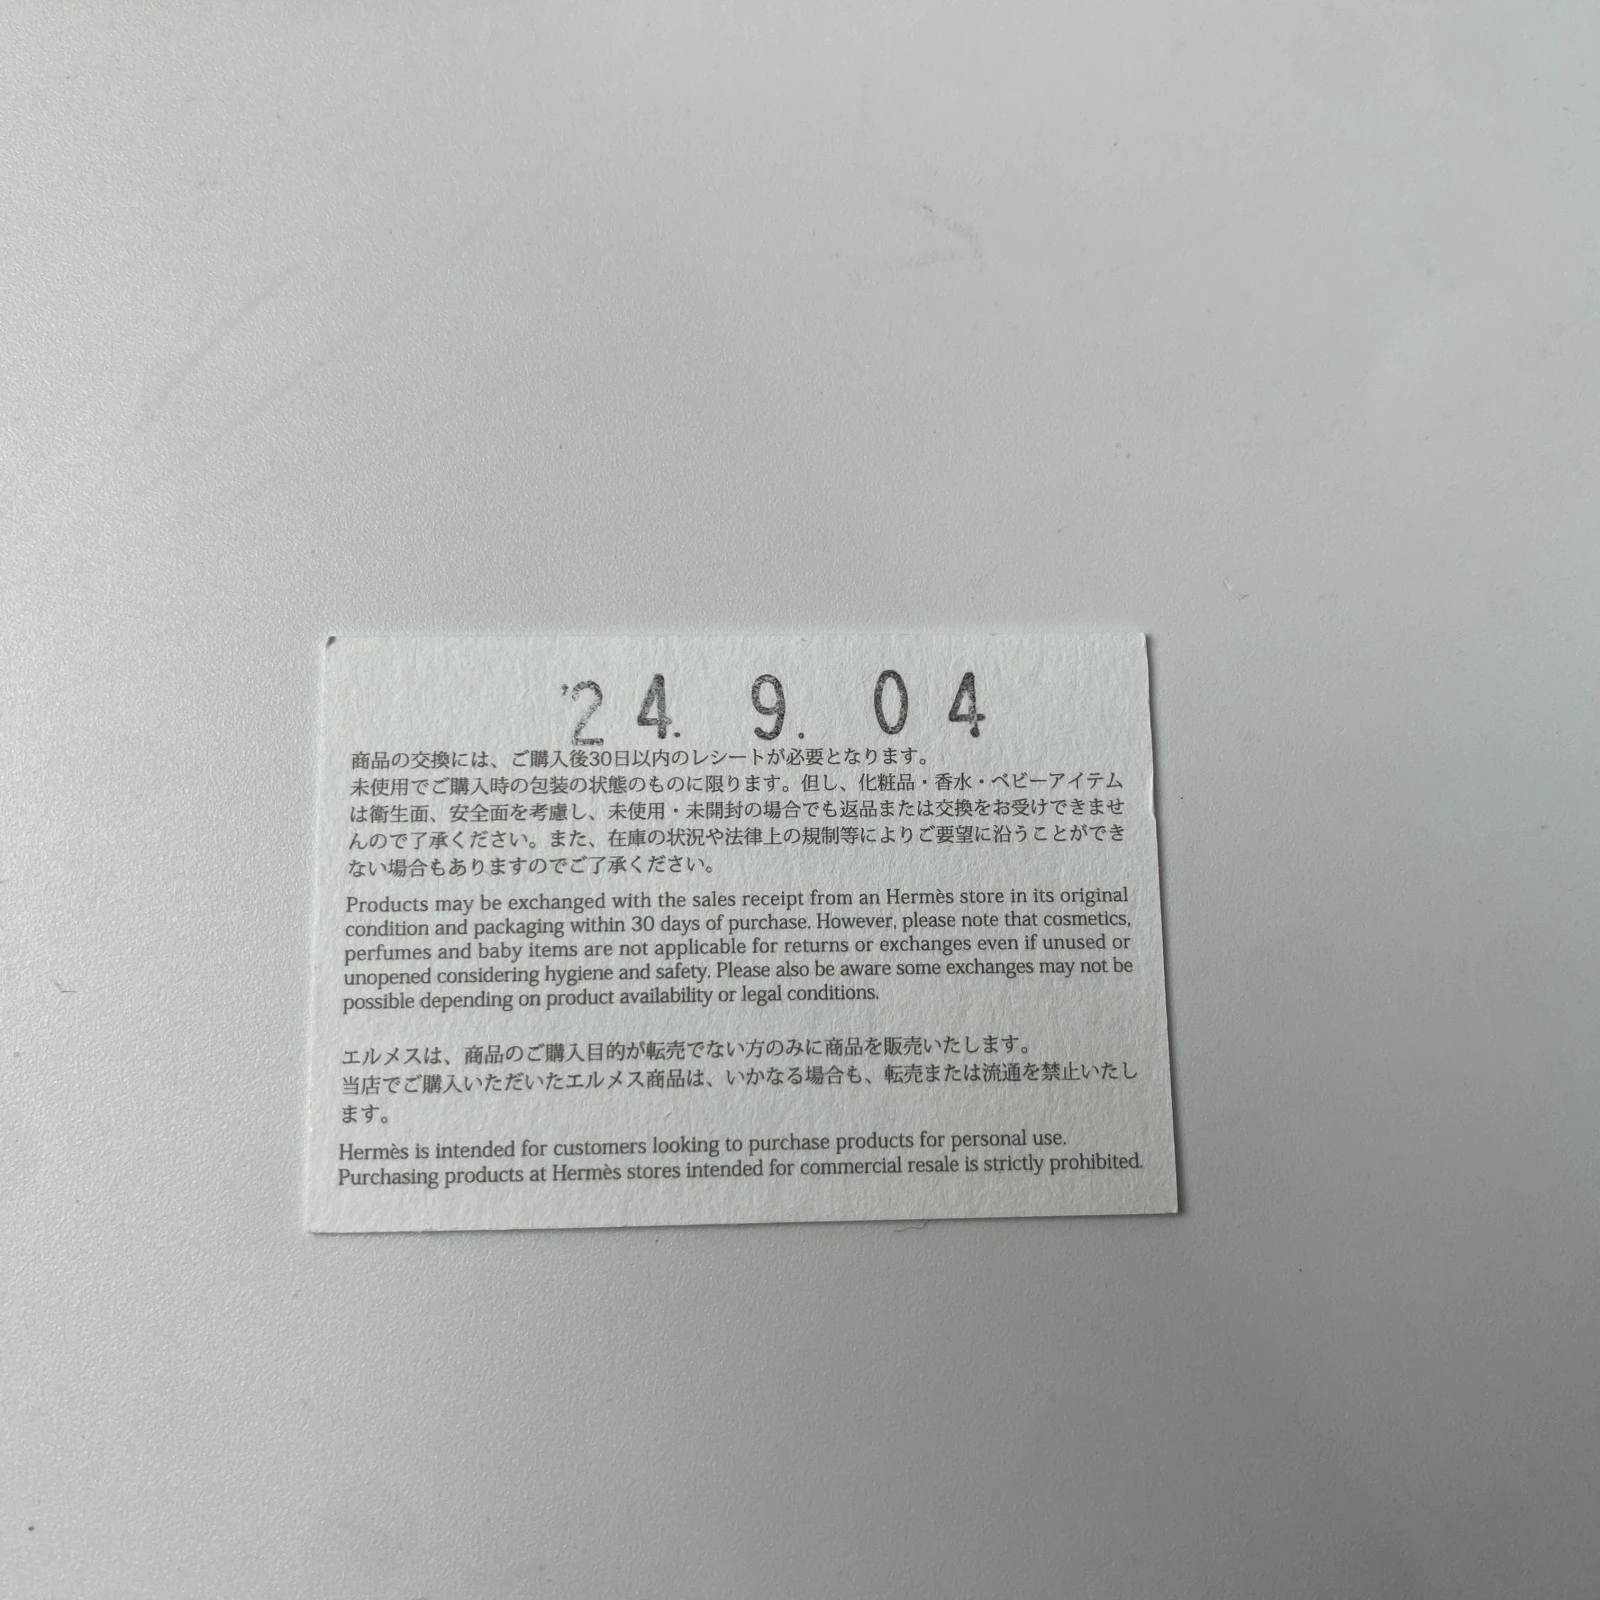 '24. 9. 04
商品の交換には、ご購入後30日以内のレシートが必要となります。
未使用でご購入時の包装の状態のものに限ります。但し、化粧品・香水・ベビーアイテム
は衛生面、安全面を考慮し、未使用・未開封の場合でも返品または交換をお受けできませ
んので了承ください。また、在庫の状況や法律上の規制等によりご要望に沿うことができ
ない場合もありますのでご了承ください。
Products may be exchanged with the sales receipt from an Hermès store in its original
condition and packaging within 30 days of purchase. However, please note that cosmetics,
perfumes and baby items are not applicable for returns or exchanges even if unused or
unopened considering hygiene and safety. Please also be aware some exchanges may not be
possible depending on product availability or legal conditions.
エルメスは、商品のご購入目的が転売でない方のみに商品を販売いたします。
当店でご購入いただいたエルメス商品は、いかなる場合も、転売または流通を禁止いたし
ます。
Hermès is intended for customers looking to purchase products for personal use.
Purchasing products at Hermès stores intended for commercial resale is strictly prohibited.